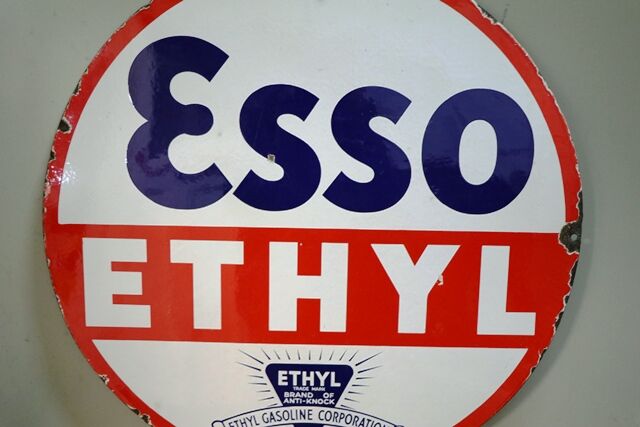 Esso
ETHYL
ETHYL
TRADE MARK
BRAND OF
ANTI-KNOCK
ETHYL GASOLINE CORPORATION